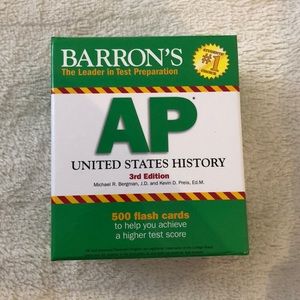 BARRON'S
The Leader in Test Preparation
#1
AP*
UNITED STATES HISTORY
3rd Edition
Michael R. Bergman, J.D. and Kevin D. Preis, Ed.M.
500 flash cards
to help you achieve
a higher test score